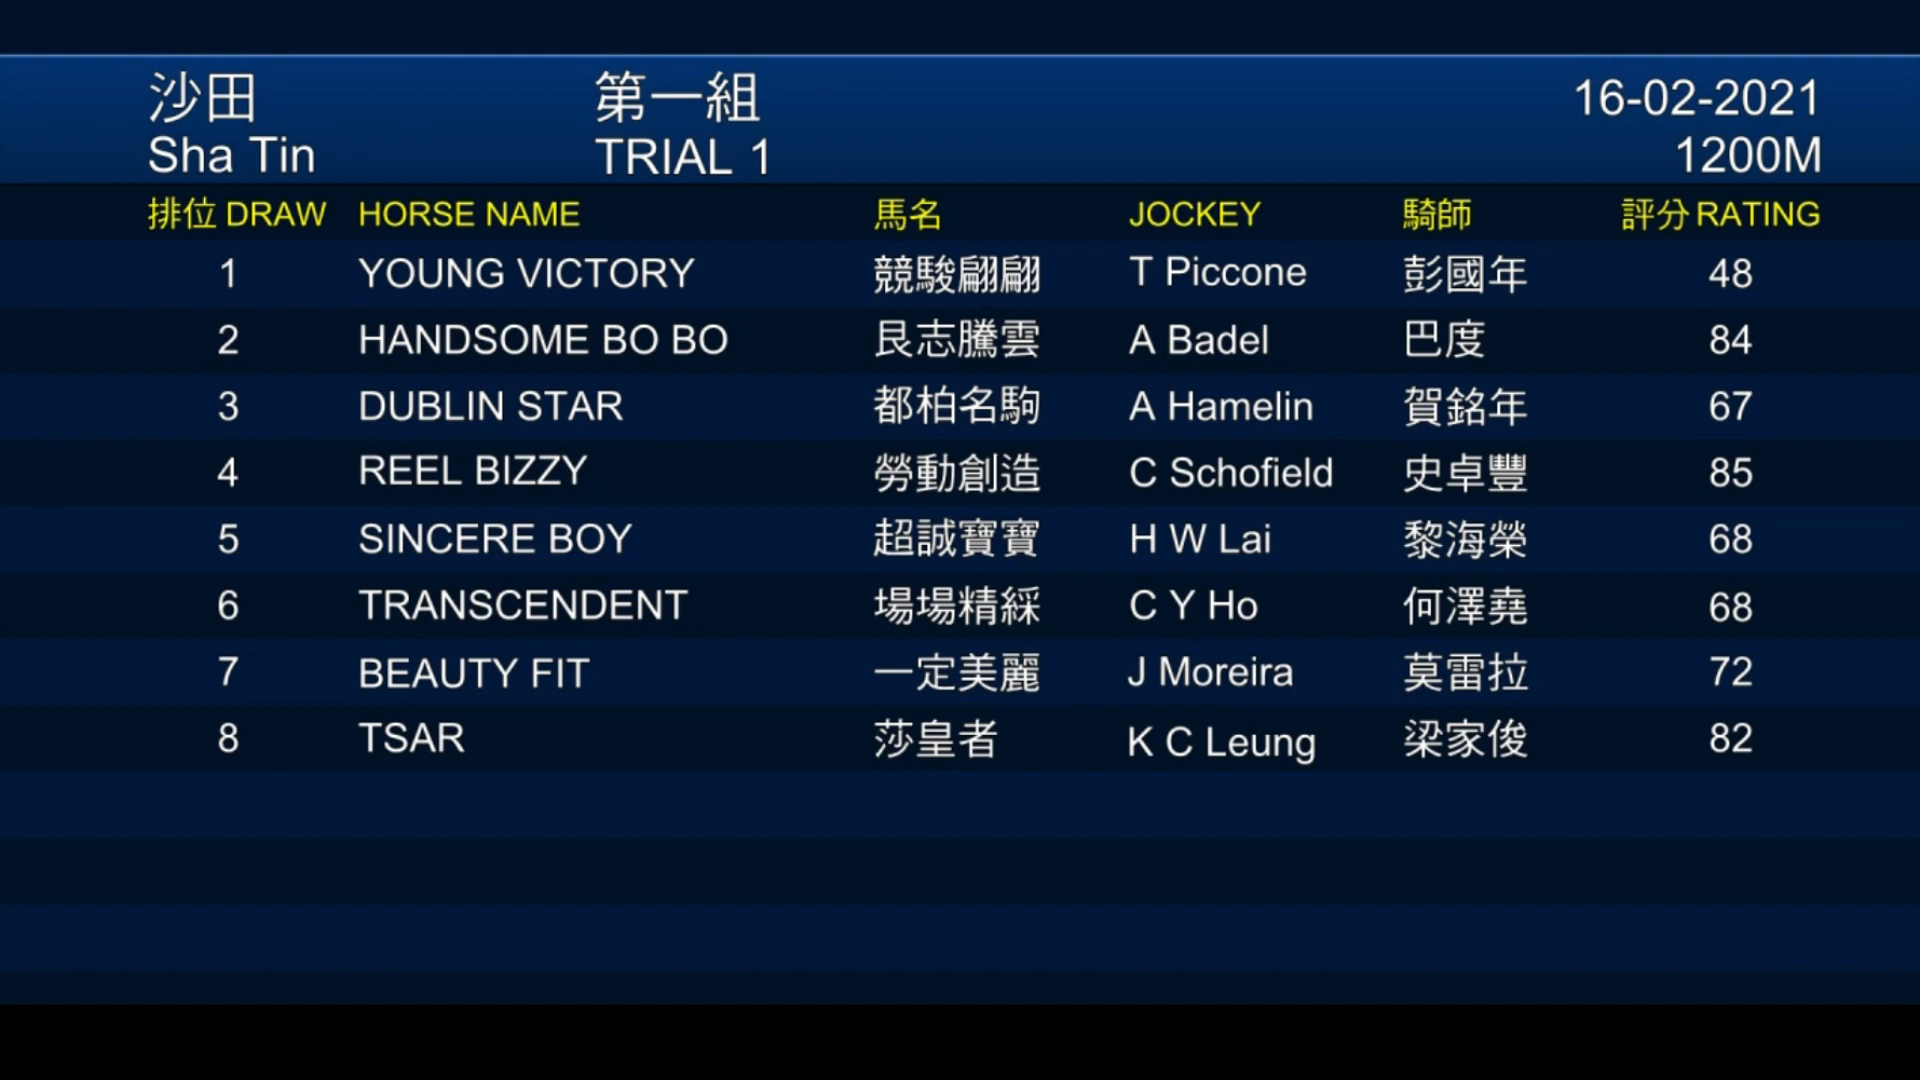 沙田 第一組 16-02-2021
Sha Tin TRIAL 1 1200M
排位 DRAW HORSE NAME 馬名 JOCKEY 騎師 評分 RATING
1 YOUNG VICTORY 競駿翩翩 T Piccone 彭國年 48
2 HANDSOME BO BO 艮志騰雲 A Badel 巴度 84
3 DUBLIN STAR 都柏名駒 A Hamelin 賀銘年 67
4 REEL BIZZY 勞動創造 C Schofield 史卓豐 85
5 SINCERE BOY 超誠寶寶 H W Lai 黎海榮 68
6 TRANSCENDENT 場場精綵 C Y Ho 何澤堯 68
7 BEAUTY FIT 一定美麗 J Moreira 莫雷拉 72
8 TSAR 莎皇者 K C Leung 梁家俊 82